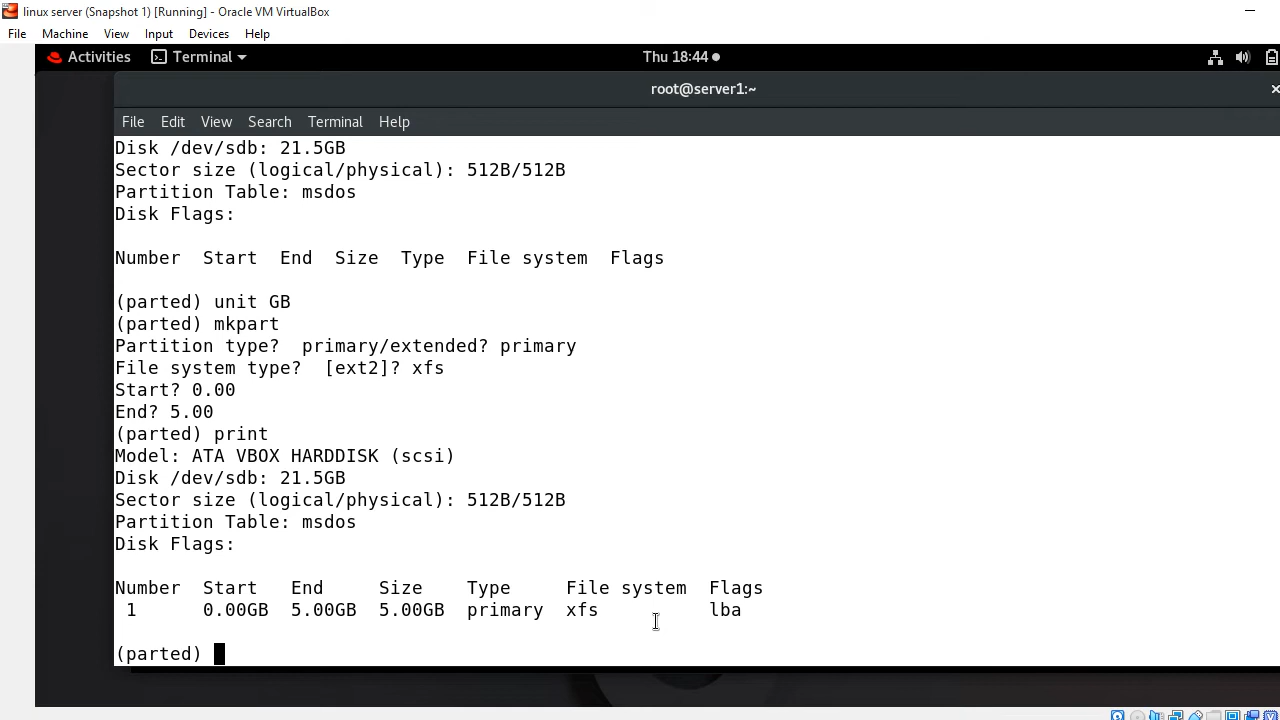 linux server (Snapshot 1) [Running] - Oracle VM VirtualBox
File Machine View Input Devices Help
Activities Terminal Thu 18:44
root@server1:~
File Edit View Search Terminal Help
Disk /dev/sdb: 21.5GB
Sector size (logical/physical): 512B/512B
Partition Table: msdos
Disk Flags:
Number Start End Size Type File system Flags
(parted) unit GB
(parted) mkpart
Partition type? primary/extended? primary
File system type? [ext2]? xfs
Start? 0.00
End? 5.00
(parted) print
Model: ATA VBOX HARDDISK (scsi)
Disk /dev/sdb: 21.5GB
Sector size (logical/physical): 512B/512B
Partition Table: msdos
Disk Flags:
Number Start End Size Type File system Flags
1 0.00GB 5.00GB 5.00GB primary xfs lba
(parted)